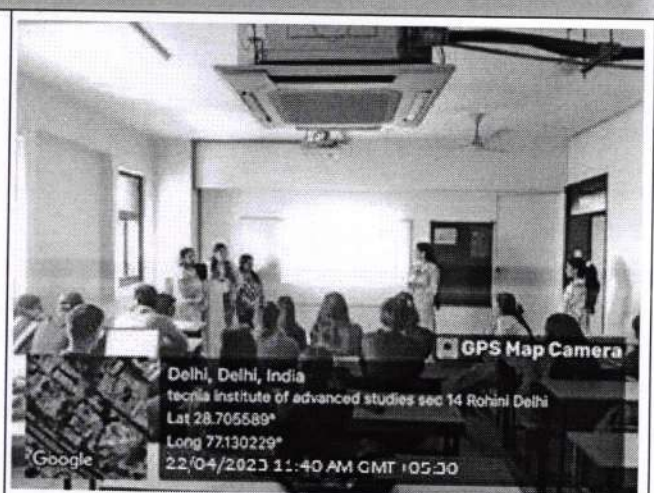 GPS Map Camera
Delhi, Delhi, India
tecnia institute of advanced studies sec 14 Rohini Delhi
Lat 28.705589°
Long 77.130229°
22/04/2023 11:40 AM GMT +05:30
Google